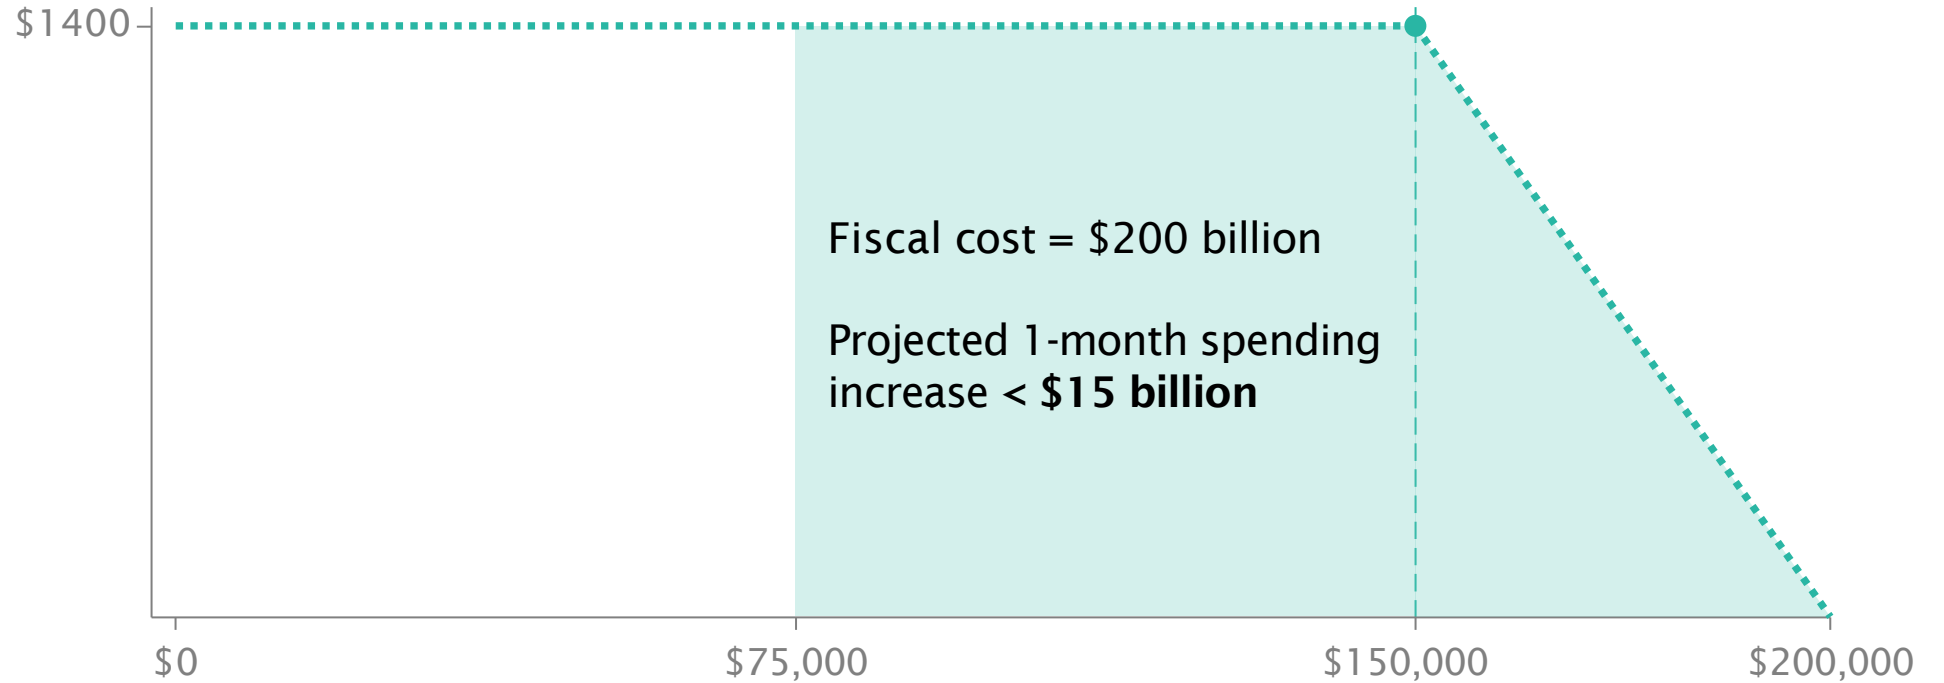 $1400
Fiscal cost = $200 billion
Projected 1-month spending
increase < $15 billion
$0
$75,000
$150,000
$200,000